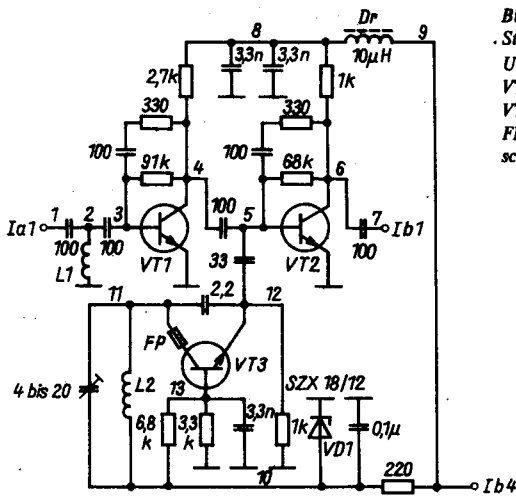 8
Dr
9
3,3n
3,3n
10µH
2,7k
1k
330
330
100
100
91k
68k
4
6
1
2
3
100
5
7
Ia1
Ib1
100
100
100
L1
VT1
VT2
33
11
2,2
12
FP
VT3
4 bis 20
L2
13
SZX 18/12
6,8
k
3,3
k
3,3n
1k
VD1
0,1µ
10
220
Ib4